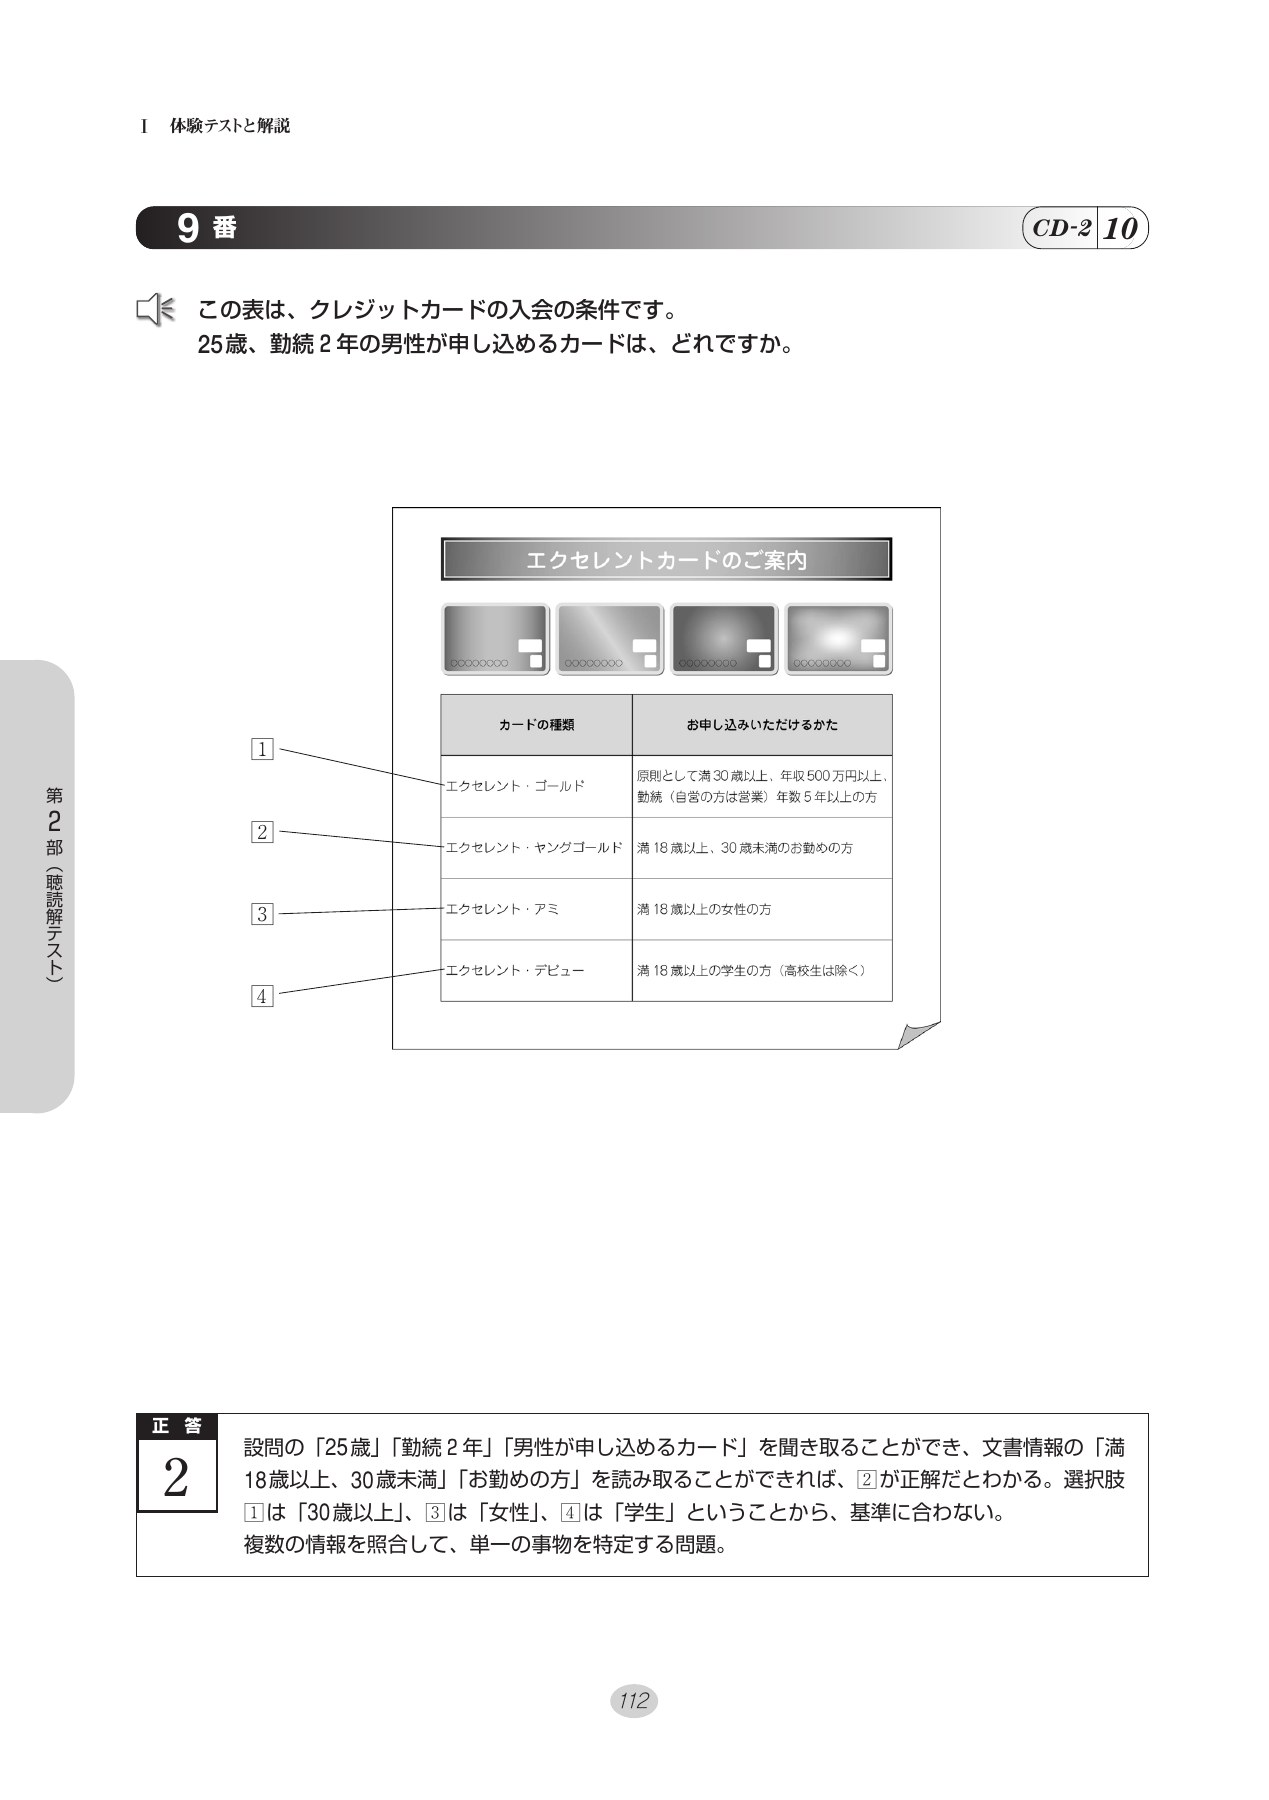 I 体験テストと解説
9 番
CD-2 10
この表は、クレジットカードの入会の条件です。
25歳、勤続2年の男性が申し込めるカードは、どれですか。
エクセレントカードのご案内
○○○○○○○○ ○○○○○○○○ ○○○○○○○○ ○○○○○○○○
カードの種類 お申し込みいただけるかた
1
エクセレント・ゴールド 原則として満30歳以上、年収500万円以上、
勤続（自営の方は営業）年数5年以上の方
2
エクセレント・ヤングゴールド 満18歳以上、30歳未満のお勤めの方
3
エクセレント・アミ 満18歳以上の女性の方
4
エクセレント・デビュー 満18歳以上の学生の方（高校生は除く）
第2部（聴読解テスト）
正 答
2
設問の「25歳」「勤続2年」「男性が申し込めるカード」を聞き取ることができ、文書情報の「満
18歳以上、30歳未満」「お勤めの方」を読み取ることができれば、2が正解だとわかる。選択肢
1は「30歳以上」、3は「女性」、4は「学生」ということから、基準に合わない。
複数の情報を照合して、単一の事物を特定する問題。
112